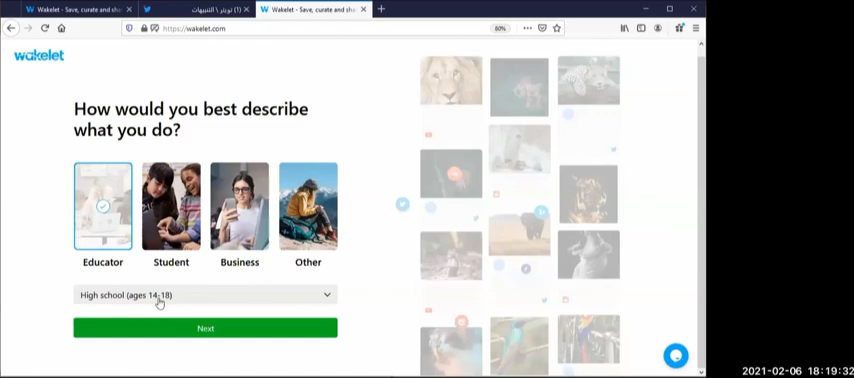 Wakelet - Save, curate and sha
(1) تويتر \ التنبيهات
Wakelet - Save, curate and sha
https://wakelet.com
80%
wakelet
How would you best describe
what you do?
Educator
Student
Business
Other
High school (ages 14-18)
Next
2021-02-06 18:19:32